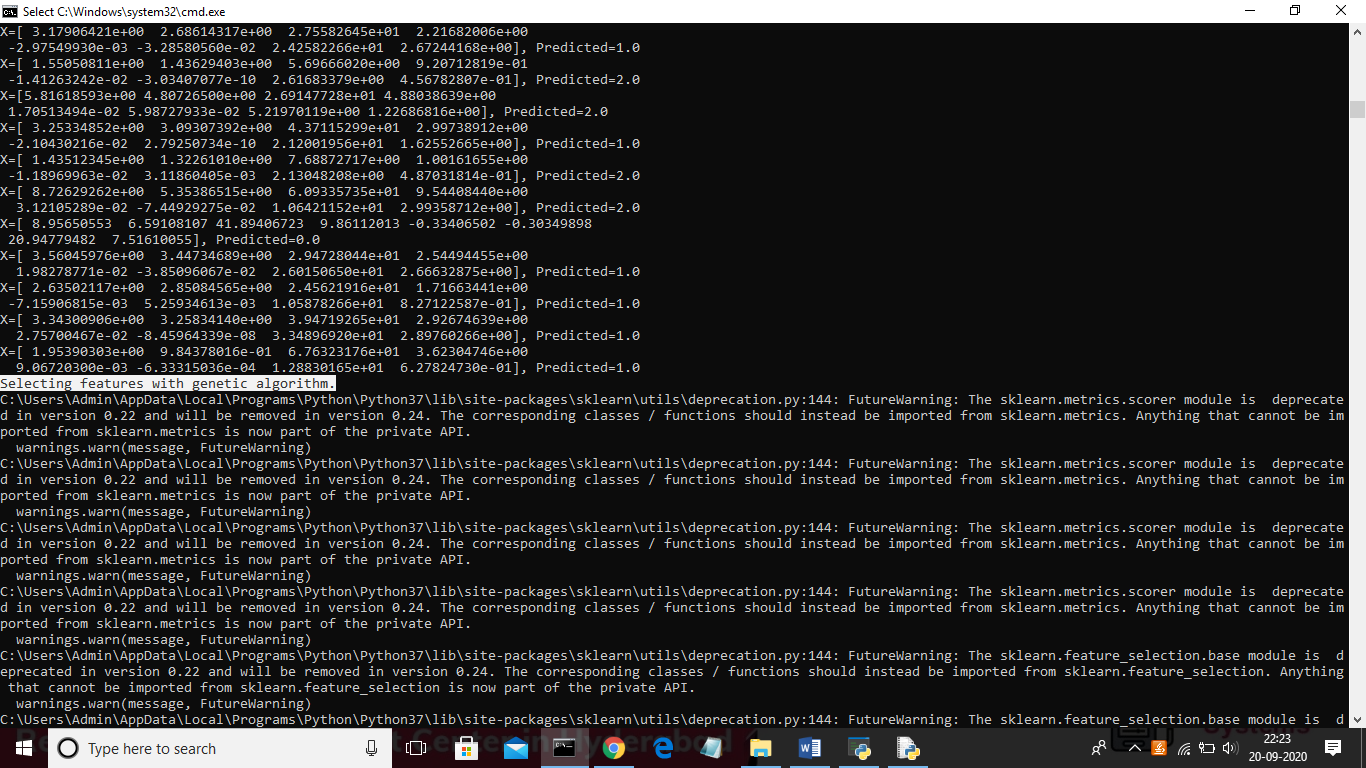 Select C:\Windows\system32\cmd.exe
X=[ 3.17906421e+00  2.68614317e+00  2.75582645e+01  2.21682006e+00
 -2.97549930e-03 -3.28580560e-02  2.42582266e+01  2.67244168e+00], Predicted=1.0
X=[ 1.55050811e+00  1.43629403e+00  5.69666020e+00  9.20712819e-01
 -1.41263242e-02 -3.03407077e-10  2.61683379e+00  4.56782807e-01], Predicted=2.0
X=[5.81618593e+00 4.80726500e+00 2.69147728e+01 4.88038639e+00
 1.70513494e-02 5.98727933e-02 5.21970119e+00 1.22686816e+00], Predicted=2.0
X=[ 3.25334852e+00  3.09307392e+00  4.37115299e+01  2.99738912e+00
 -2.10430216e-02  2.79250734e-10  2.12001956e+01  1.62552665e+00], Predicted=1.0
X=[ 1.43512345e+00  1.32261010e+00  7.68872717e+00  1.00161655e+00
 -1.18969963e-02  3.11860405e-03  2.13048208e+00  4.87031814e-01], Predicted=2.0
X=[ 8.72629262e+00  5.35386515e+00  6.09335735e+01  9.54408440e+00
  3.12105289e-02 -7.44929275e-02  1.06421152e+01  2.99358712e+00], Predicted=2.0
X=[ 8.95650553  6.59108107 41.89406723  9.86112013 -0.33406502 -0.30349898
 20.94779482  7.51610055], Predicted=0.0
X=[ 3.56045976e+00  3.44734689e+00  2.94728044e+01  2.54494455e+00
  1.98278771e-02 -3.85096067e-02  2.60150650e+01  2.66632875e+00], Predicted=1.0
X=[ 2.63502117e+00  2.85084565e+00  2.45621916e+01  1.71663441e+00
 -7.15906815e-03  5.25934613e-03  1.05878266e+01  8.27122587e-01], Predicted=1.0
X=[ 3.34300906e+00  3.25834140e+00  3.94719265e+01  2.92674639e+00
  2.75700467e-02 -8.45964339e-08  3.34896920e+01  2.89760266e+00], Predicted=1.0
X=[ 1.95390303e+00  9.84378016e-01  6.76323176e+01  3.62304746e+00
  9.06720300e-03 -6.33315036e-04  1.28830165e+01  6.27824730e-01], Predicted=1.0
Selecting features with genetic algorithm.
C:\Users\Admin\AppData\Local\Programs\Python\Python37\lib\site-packages\sklearn\utils\deprecation.py:144: FutureWarning: The sklearn.metrics.scorer module is  deprecate
d in version 0.22 and will be removed in version 0.24. The corresponding classes / functions should instead be imported from sklearn.metrics. Anything that cannot be im
ported from sklearn.metrics is now part of the private API.
  warnings.warn(message, FutureWarning)
C:\Users\Admin\AppData\Local\Programs\Python\Python37\lib\site-packages\sklearn\utils\deprecation.py:144: FutureWarning: The sklearn.metrics.scorer module is  deprecate
d in version 0.22 and will be removed in version 0.24. The corresponding classes / functions should instead be imported from sklearn.metrics. Anything that cannot be im
ported from sklearn.metrics is now part of the private API.
  warnings.warn(message, FutureWarning)
C:\Users\Admin\AppData\Local\Programs\Python\Python37\lib\site-packages\sklearn\utils\deprecation.py:144: FutureWarning: The sklearn.metrics.scorer module is  deprecate
d in version 0.22 and will be removed in version 0.24. The corresponding classes / functions should instead be imported from sklearn.metrics. Anything that cannot be im
ported from sklearn.metrics is now part of the private API.
  warnings.warn(message, FutureWarning)
C:\Users\Admin\AppData\Local\Programs\Python\Python37\lib\site-packages\sklearn\utils\deprecation.py:144: FutureWarning: The sklearn.metrics.scorer module is  deprecate
d in version 0.22 and will be removed in version 0.24. The corresponding classes / functions should instead be imported from sklearn.metrics. Anything that cannot be im
ported from sklearn.metrics is now part of the private API.
  warnings.warn(message, FutureWarning)
C:\Users\Admin\AppData\Local\Programs\Python\Python37\lib\site-packages\sklearn\utils\deprecation.py:144: FutureWarning: The sklearn.feature_selection.base module is  d
eprecated in version 0.22 and will be removed in version 0.24. The corresponding classes / functions should instead be imported from sklearn.feature_selection. Anything
 that cannot be imported from sklearn.feature_selection is now part of the private API.
  warnings.warn(message, FutureWarning)
C:\Users\Admin\AppData\Local\Programs\Python\Python37\lib\site-packages\sklearn\utils\deprecation.py:144: FutureWarning: The sklearn.feature_selection.base module is  d
Type here to search
22:23
20-09-2020